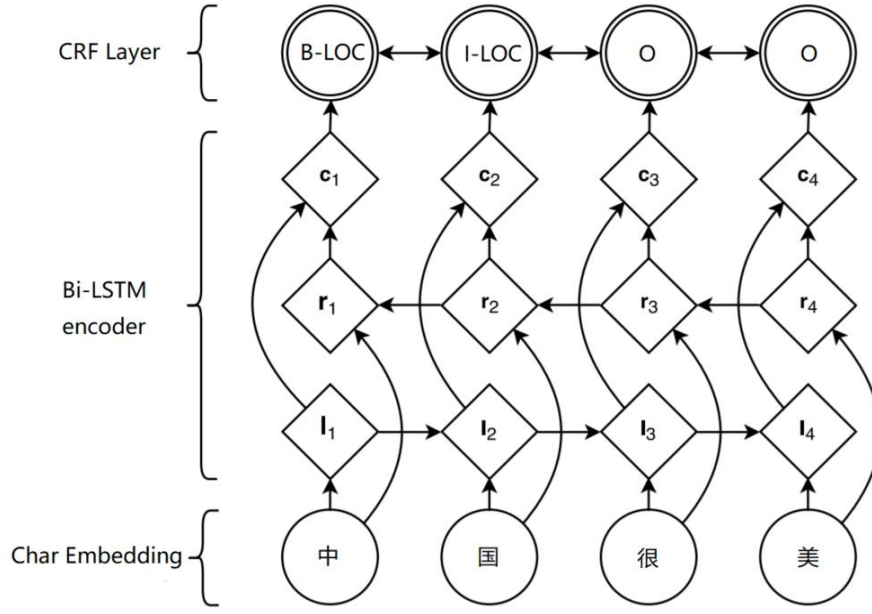 CRF Layer
B-LOC
I-LOC
O
O
c₁
c₂
c₃
c₄
Bi-LSTM
encoder
r₁
r₂
r₃
r₄
l₁
l₂
l₃
l₄
Char Embedding
中
国
很
美